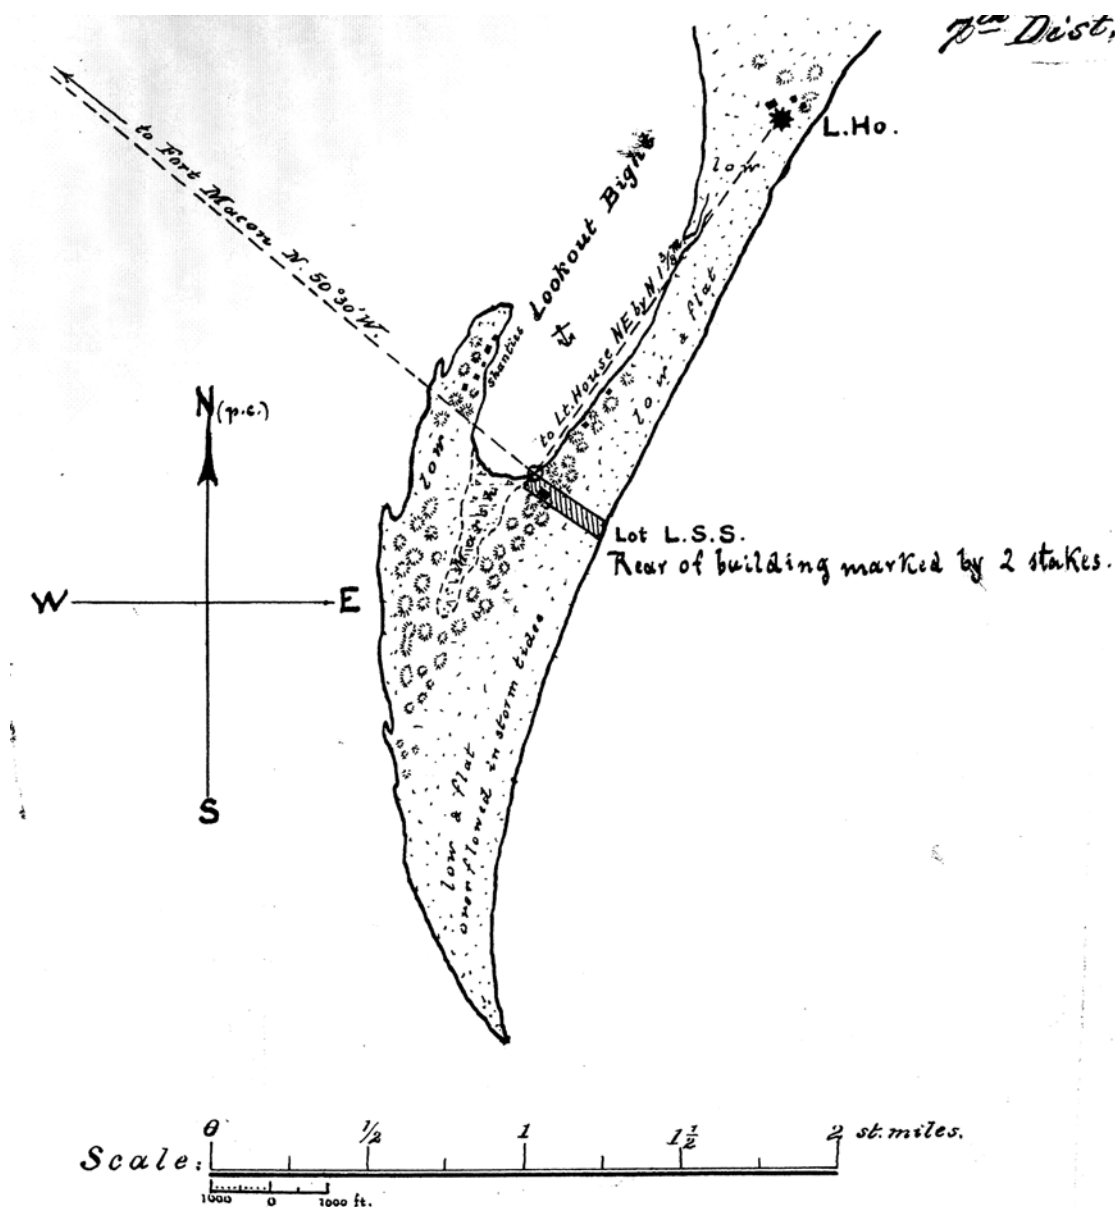 7th Dist.
L. Ho.
to Fort Macon N. 50°30'W.
Lookout Bight
low
to Lt. House NE by N 1 3/8 m.
low & flat
shanties
N (p.c.)
low
W
E
S
Lot L.S.S.
Rear of building marked by 2 stakes.
low & flat
overflowed in storm tides
Scale:
0 1/2 1 1 1/2 2 st. miles.
1000 0 1000 ft.